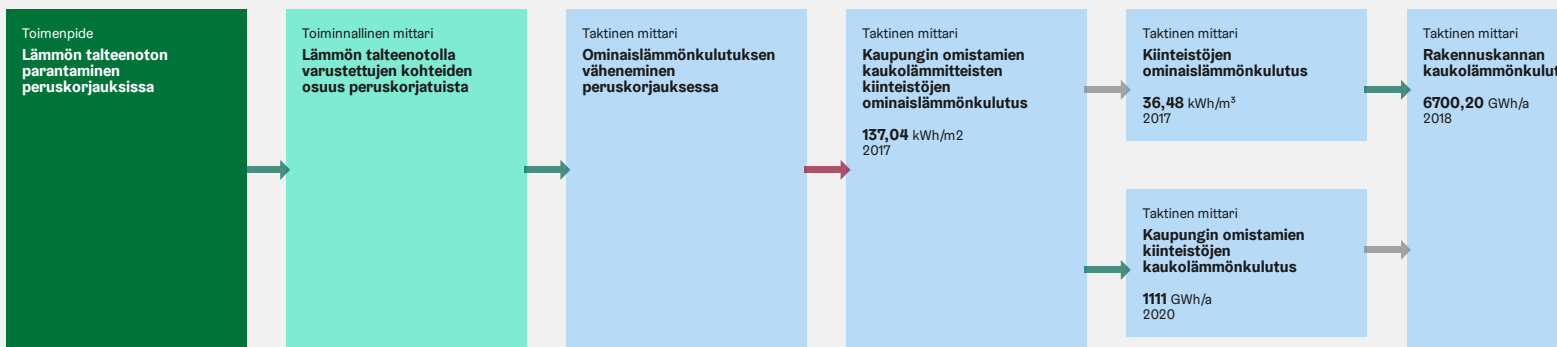 Toimenpide
Lämmön talteenoton
parantaminen
peruskorjauksissa
Toiminnallinen mittari
Lämmön talteenotolla
varustettujen kohteiden
osuus peruskorjatuista
Taktinen mittari
Ominaislämmönkulutuksen
väheneminen
peruskorjauksessa
Taktinen mittari
Kaupungin omistamien
kaukolämmitteisten
kiinteistöjen
ominaislämmönkulutus
137,04 kWh/m2
2017
Taktinen mittari
Kiinteistöjen
ominaislämmönkulutus
36,48 kWh/m³
2017
Taktinen mittari
Kaupungin omistamien
kiinteistöjen
kaukolämmönkulutus
1111 GWh/a
2020
Taktinen mittari
Rakennuskannan
kaukolämmönkulut
6700,20 GWh/a
2018